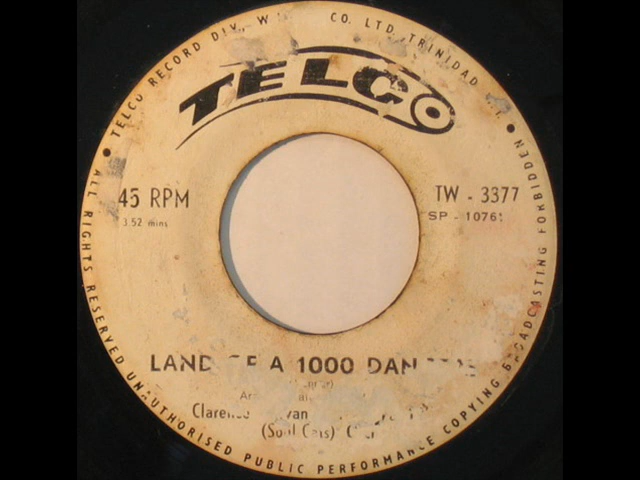 TELCO RECORD DIV. CO. LTD. TRINIDAD
TELCO
45 RPM
3.52 mins
TW - 3377
SP - 1076
LAND A 1000
Clarence
(Soul Cats)
ALL RIGHTS RESERVED UNAUTHORISED PUBLIC PERFORMANCE COPYING BROADCASTING FORBIDDEN